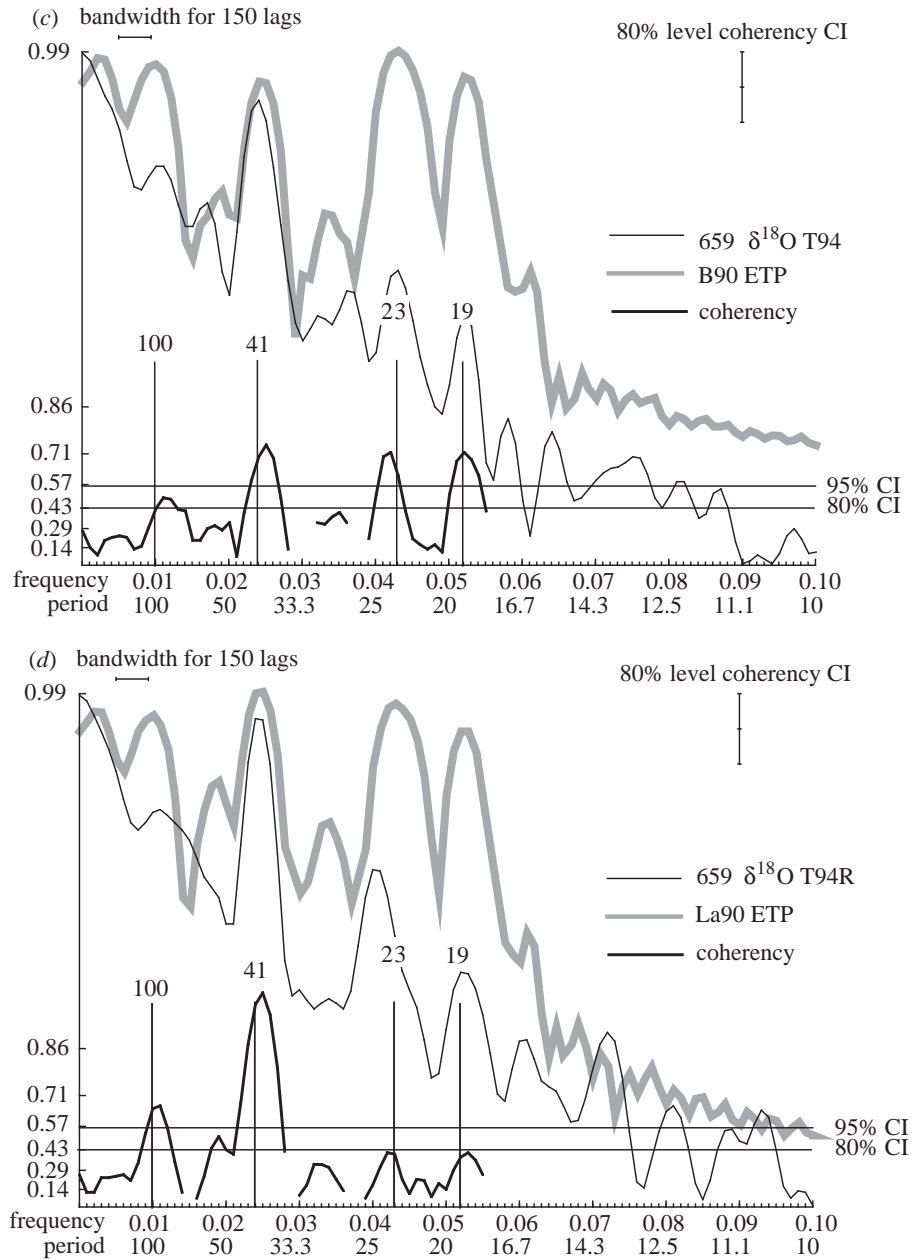 (c) bandwidth for 150 lags
80% level coherency CI
0.99
659 δ18O T94
B90 ETP
coherency
100
41
23
19
0.86
0.71
0.57
0.43
0.29
0.14
95% CI
80% CI
frequency 0.01 0.02 0.03 0.04 0.05 0.06 0.07 0.08 0.09 0.10
period 100 50 33.3 25 20 16.7 14.3 12.5 11.1 10
(d) bandwidth for 150 lags
80% level coherency CI
0.99
659 δ18O T94R
La90 ETP
coherency
100
41
23
19
0.86
0.71
0.57
0.43
0.29
0.14
95% CI
80% CI
frequency 0.01 0.02 0.03 0.04 0.05 0.06 0.07 0.08 0.09 0.10
period 100 50 33.3 25 20 16.7 14.3 12.5 11.1 10